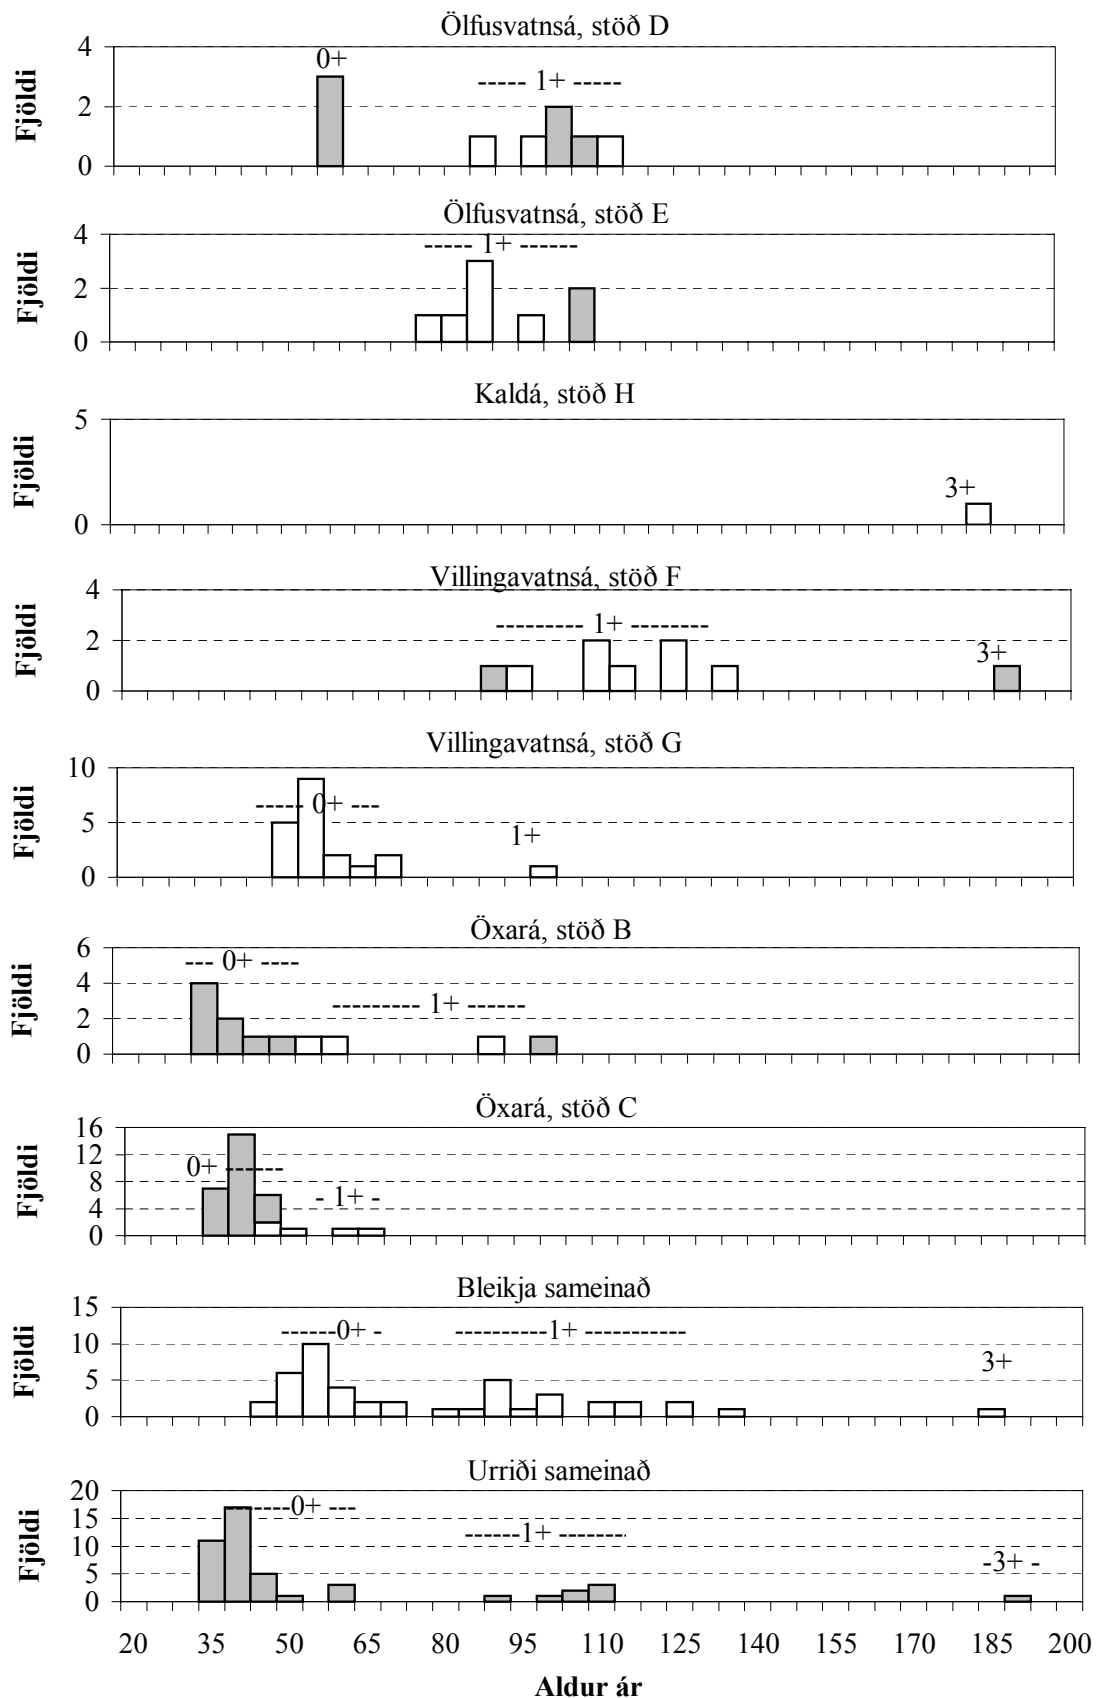 Ölfusvatnsá, stöð D
Fjöldi
4
2
0
0+
----- 1+ -----
Ölfusvatnsá, stöð E
Fjöldi
4
2
0
----- 1+ ------
Kaldá, stöð H
Fjöldi
5
0
3+
Villingavatnsá, stöð F
Fjöldi
4
2
0
--------- 1+ --------
3+
Villingavatnsá, stöð G
Fjöldi
10
5
0
----- 0+ ---
1+
Öxará, stöð B
Fjöldi
6
4
2
0
--- 0+ ----
--------- 1+ ------
Öxará, stöð C
Fjöldi
16
12
8
4
0
0+ ------
- 1+ -
Bleikja sameinað
Fjöldi
15
10
5
0
------0+ -
----------1+ -----------
3+
Urriði sameinað
Fjöldi
20
15
10
5
0
-------0+ ---
------1+ -------
-3+ -
20 35 50 65 80 95 110 125 140 155 170 185 200
Aldur ár